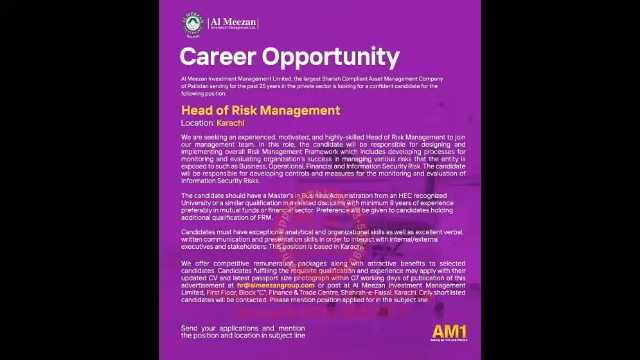 Al Meezan
Investment Management Ltd.
Career Opportunity
Al Meezan Investment Management Limited, the largest Shariah Compliant Asset Management Company
of Pakistan serving for the past 25 years in the private sector is looking for a confident candidate for the
following position.
Head of Risk Management
Location: Karachi
We are seeking an experienced, motivated, and highly-skilled Head of Risk Management to join
our management team. In this role, the candidate will be responsible for designing and
implementing overall Risk Management Framework which includes developing processes for
monitoring and evaluating organization's success in managing various risks that the entity is
exposed to such as Business, Operational, Financial and Information Security Risk. The candidate
will be responsible for developing controls and measures for the monitoring and evaluation of
Information Security Risks.
The candidate should have a Master's in Business Administration from an HEC recognized
University or a similar qualification in a related discipline with minimum 8 years of experience
preferably in mutual funds or financial sector. Preference will be given to candidates holding
additional qualification of FRM.
Candidates must have exceptional analytical and organizational skills as well as excellent verbal,
written communication and presentation skills in order to interact with internal/external
executives and stakeholders. This position is based in Karachi.
We offer competitive remuneration packages along with attractive benefits to selected
candidates. Candidates fulfilling the requisite qualification and experience may apply with their
updated CV and latest passport size photograph within 07 working days of publication of this
advertisement at hr@almeezangroup.com or post at Al Meezan Investment Management
Limited, First Floor, Block "C", Finance & Trade Centre, Shahrah-e-Faisal, Karachi. Only short listed
candidates will be contacted. Please mention position applied for in the subject line.
Send your applications and mention
the position and location in subject line
AM1